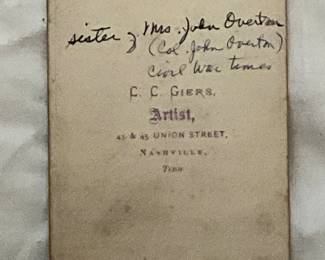 sister of Mrs. John Overton
(Col. John Overton)
Civil War times
C. C. GIERS,
Artist,
43 & 45 UNION STREET,
NASHVILLE,
Tenn